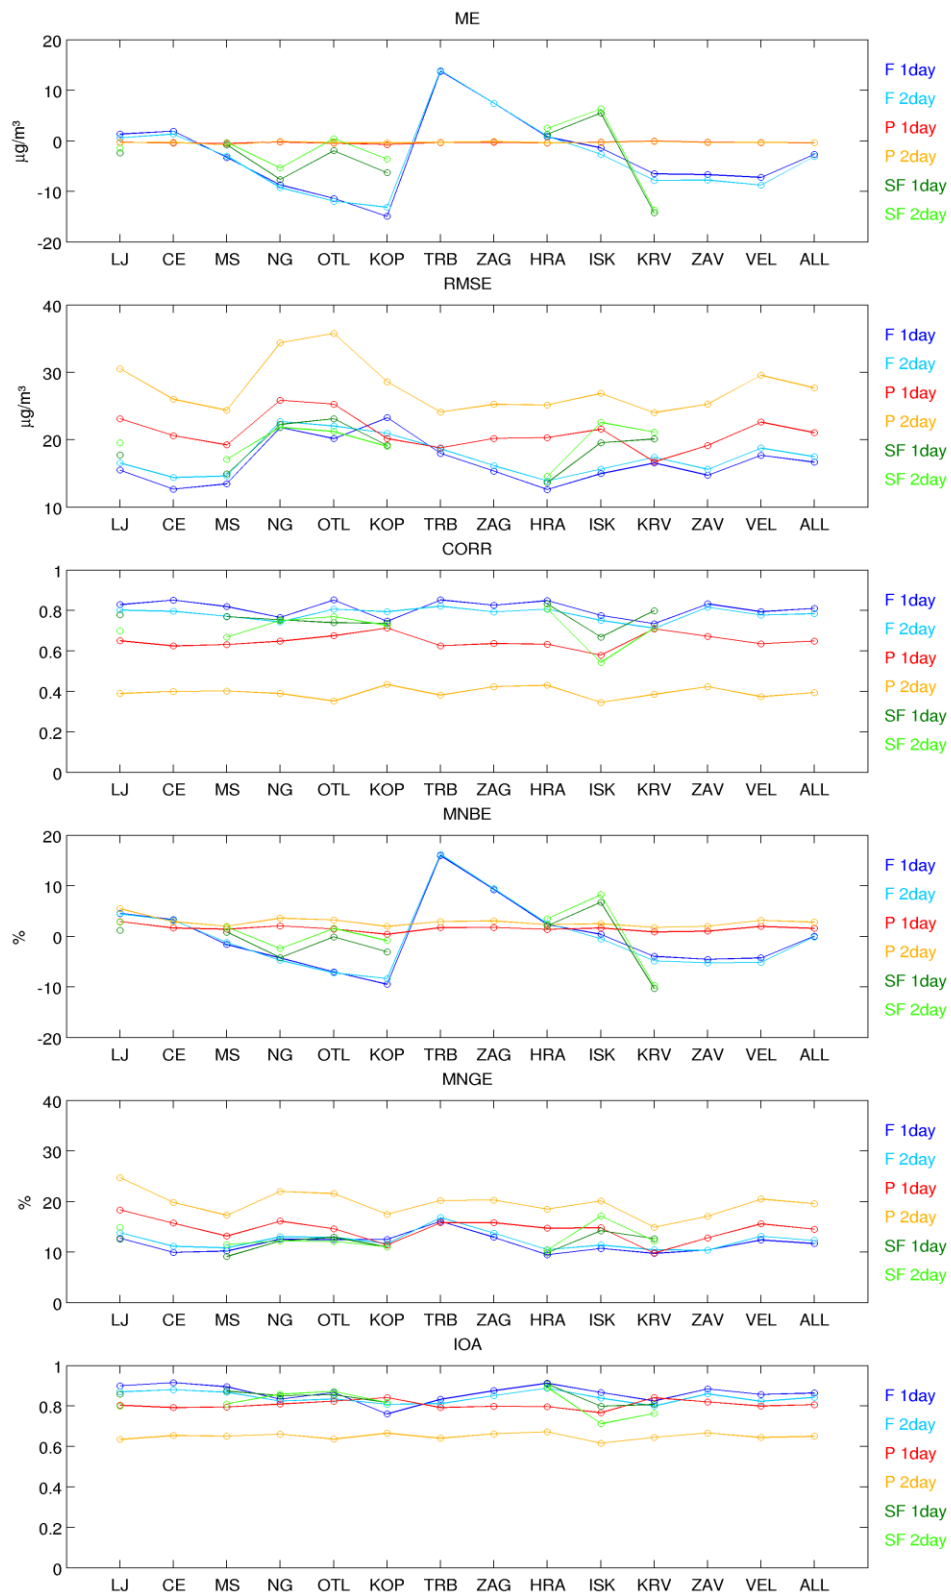 ME
20
10
0
-10
-20
µg/m³
LJ CE MS NG OTL KOP TRB ZAG HRA ISK KRV ZAV VEL ALL
F 1day
F 2day
P 1day
P 2day
SF 1day
SF 2day
RMSE
40
30
20
10
µg/m³
LJ CE MS NG OTL KOP TRB ZAG HRA ISK KRV ZAV VEL ALL
F 1day
F 2day
P 1day
P 2day
SF 1day
SF 2day
CORR
1
0.8
0.6
0.4
0.2
0
LJ CE MS NG OTL KOP TRB ZAG HRA ISK KRV ZAV VEL ALL
F 1day
F 2day
P 1day
P 2day
SF 1day
SF 2day
MNBE
20
10
0
-10
-20
%
LJ CE MS NG OTL KOP TRB ZAG HRA ISK KRV ZAV VEL ALL
F 1day
F 2day
P 1day
P 2day
SF 1day
SF 2day
MNGE
40
30
20
10
0
%
LJ CE MS NG OTL KOP TRB ZAG HRA ISK KRV ZAV VEL ALL
F 1day
F 2day
P 1day
P 2day
SF 1day
SF 2day
IOA
1
0.8
0.6
0.4
0.2
0
LJ CE MS NG OTL KOP TRB ZAG HRA ISK KRV ZAV VEL ALL
F 1day
F 2day
P 1day
P 2day
SF 1day
SF 2day